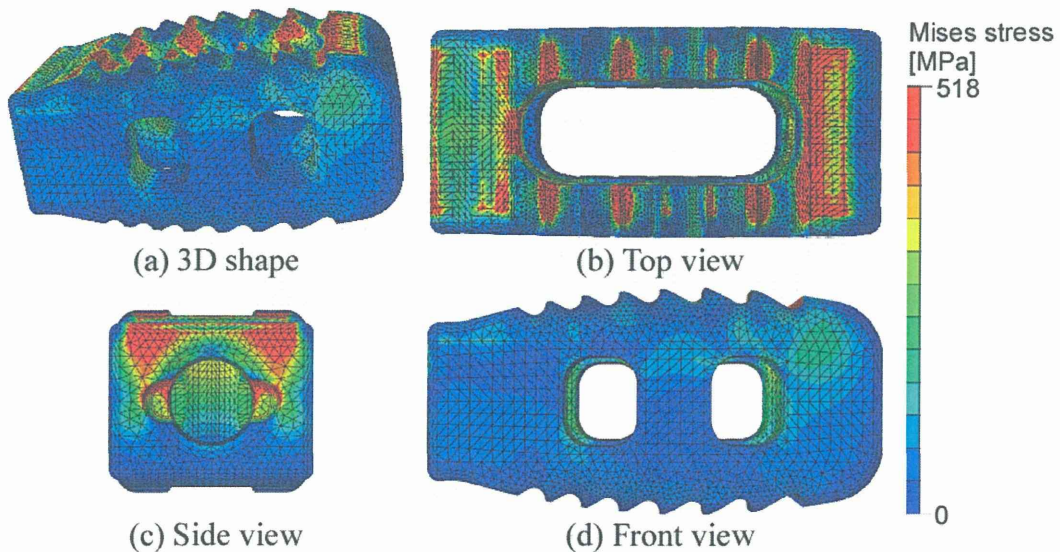 Mises stress
[MPa]
518
(a) 3D shape
(b) Top view
(c) Side view
(d) Front view
0